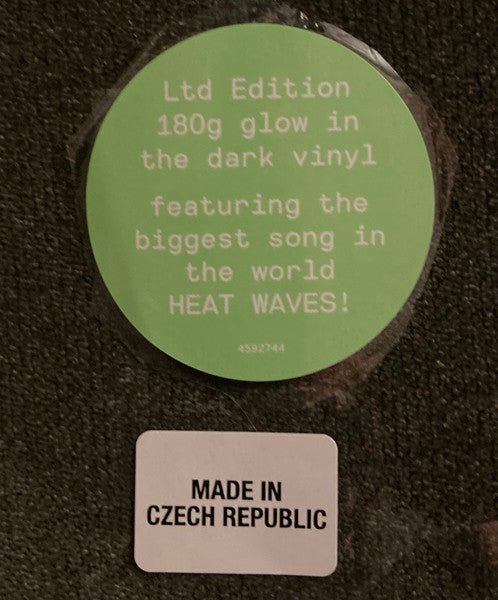 Ltd Edition
180g glow in
the dark vinyl
featuring the
biggest song in
the world
HEAT WAVES!
4592744
MADE IN
CZECH REPUBLIC